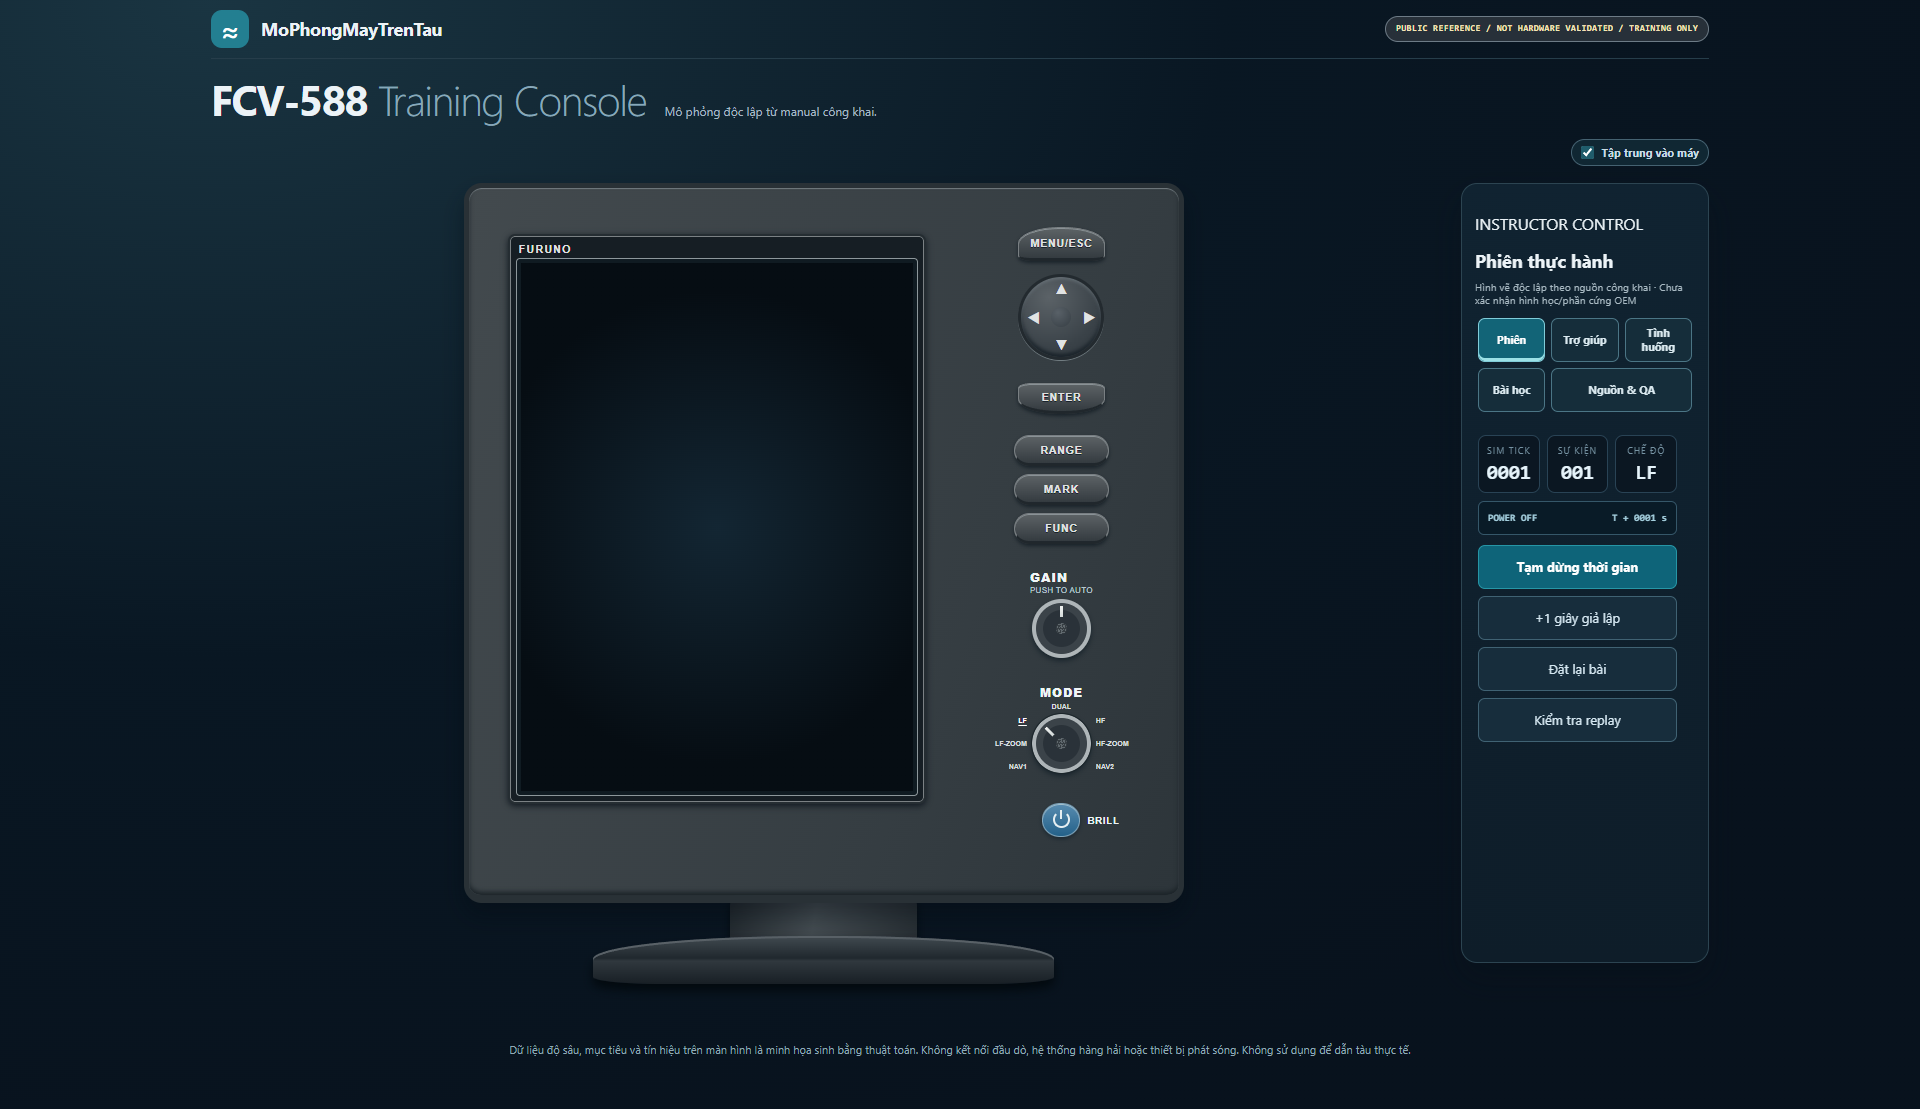 ≈ MoPhongMayTrenTau
PUBLIC REFERENCE / NOT HARDWARE VALIDATED / TRAINING ONLY
FCV-588 Training Console Mô phỏng độc lập từ manual công khai.
Tập trung vào máy
FURUNO
MENU/ESC
ENTER
RANGE
MARK
FUNC
GAIN
PUSH TO AUTO
MODE
DUAL
LF HF
LF-ZOOM HF-ZOOM
NAV1 NAV2
BRILL
INSTRUCTOR CONTROL
Phiên thực hành
Hình vẽ độc lập theo nguồn công khai · Chưa
xác nhận hình học/phần cứng OEM
Phiên Trợ giúp Tình
huống
Bài học Nguồn & QA
SIM TICK SỰ KIỆN CHẾ ĐỘ
0001 001 LF
POWER OFF T + 0001 s
Tạm dừng thời gian
+1 giây giả lập
Đặt lại bài
Kiểm tra replay
Dữ liệu độ sâu, mục tiêu và tín hiệu trên màn hình là minh họa sinh bằng thuật toán. Không kết nối đầu dò, hệ thống hàng hải hoặc thiết bị phát sóng. Không sử dụng để dẫn tàu thực tế.